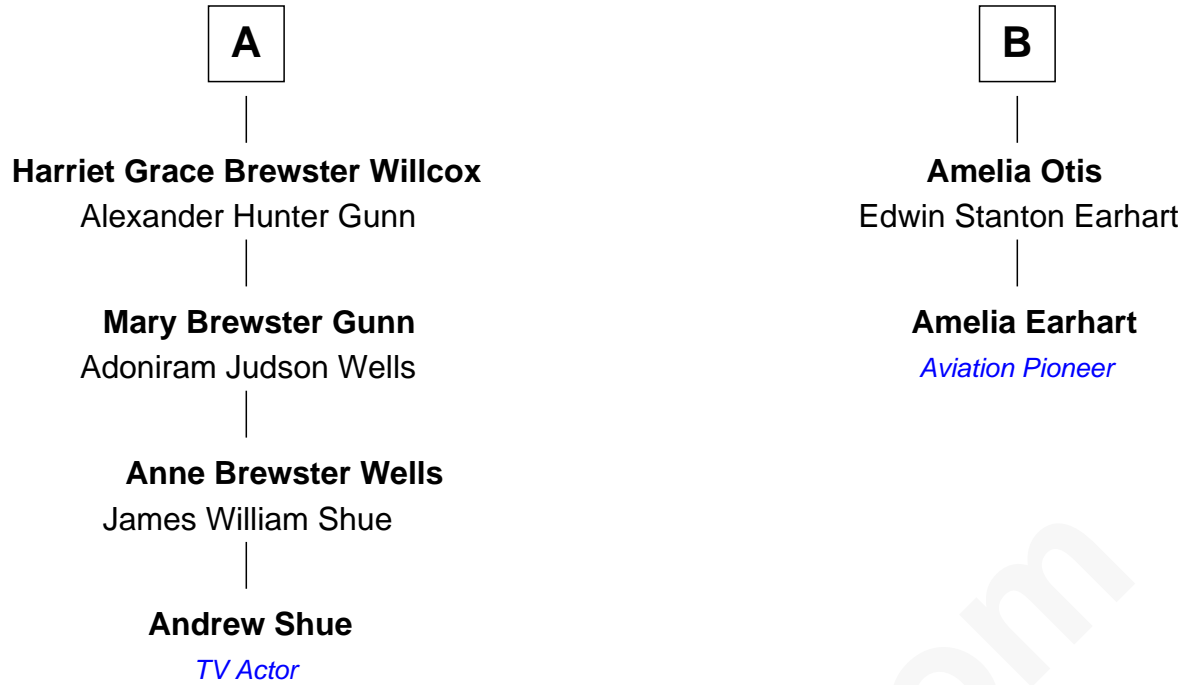 A
Harriet Grace Brewster Willcox
Alexander Hunter Gunn
Mary Brewster Gunn
Adoniram Judson Wells
Anne Brewster Wells
James William Shue
Andrew Shue
TV Actor
B
Amelia Otis
Edwin Stanton Earhart
Amelia Earhart
Aviation Pioneer
om